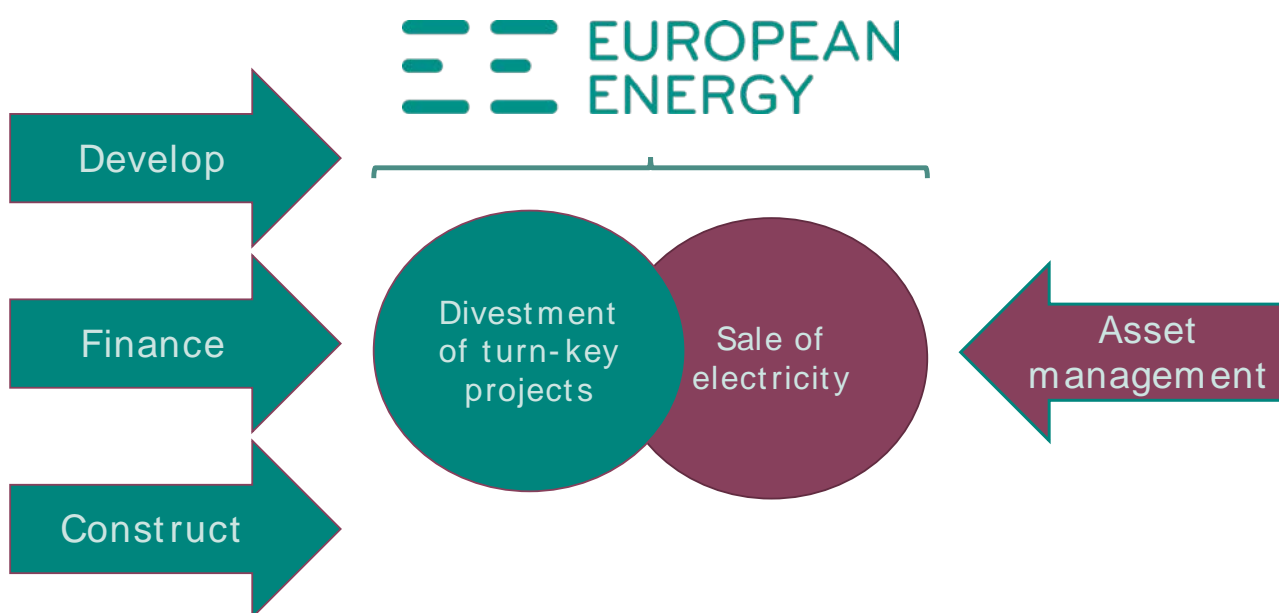 EUROPEAN
ENERGY
Develop
Finance
Construct
Divestment
of turn-key
projects
Sale of
electricity
Asset
management